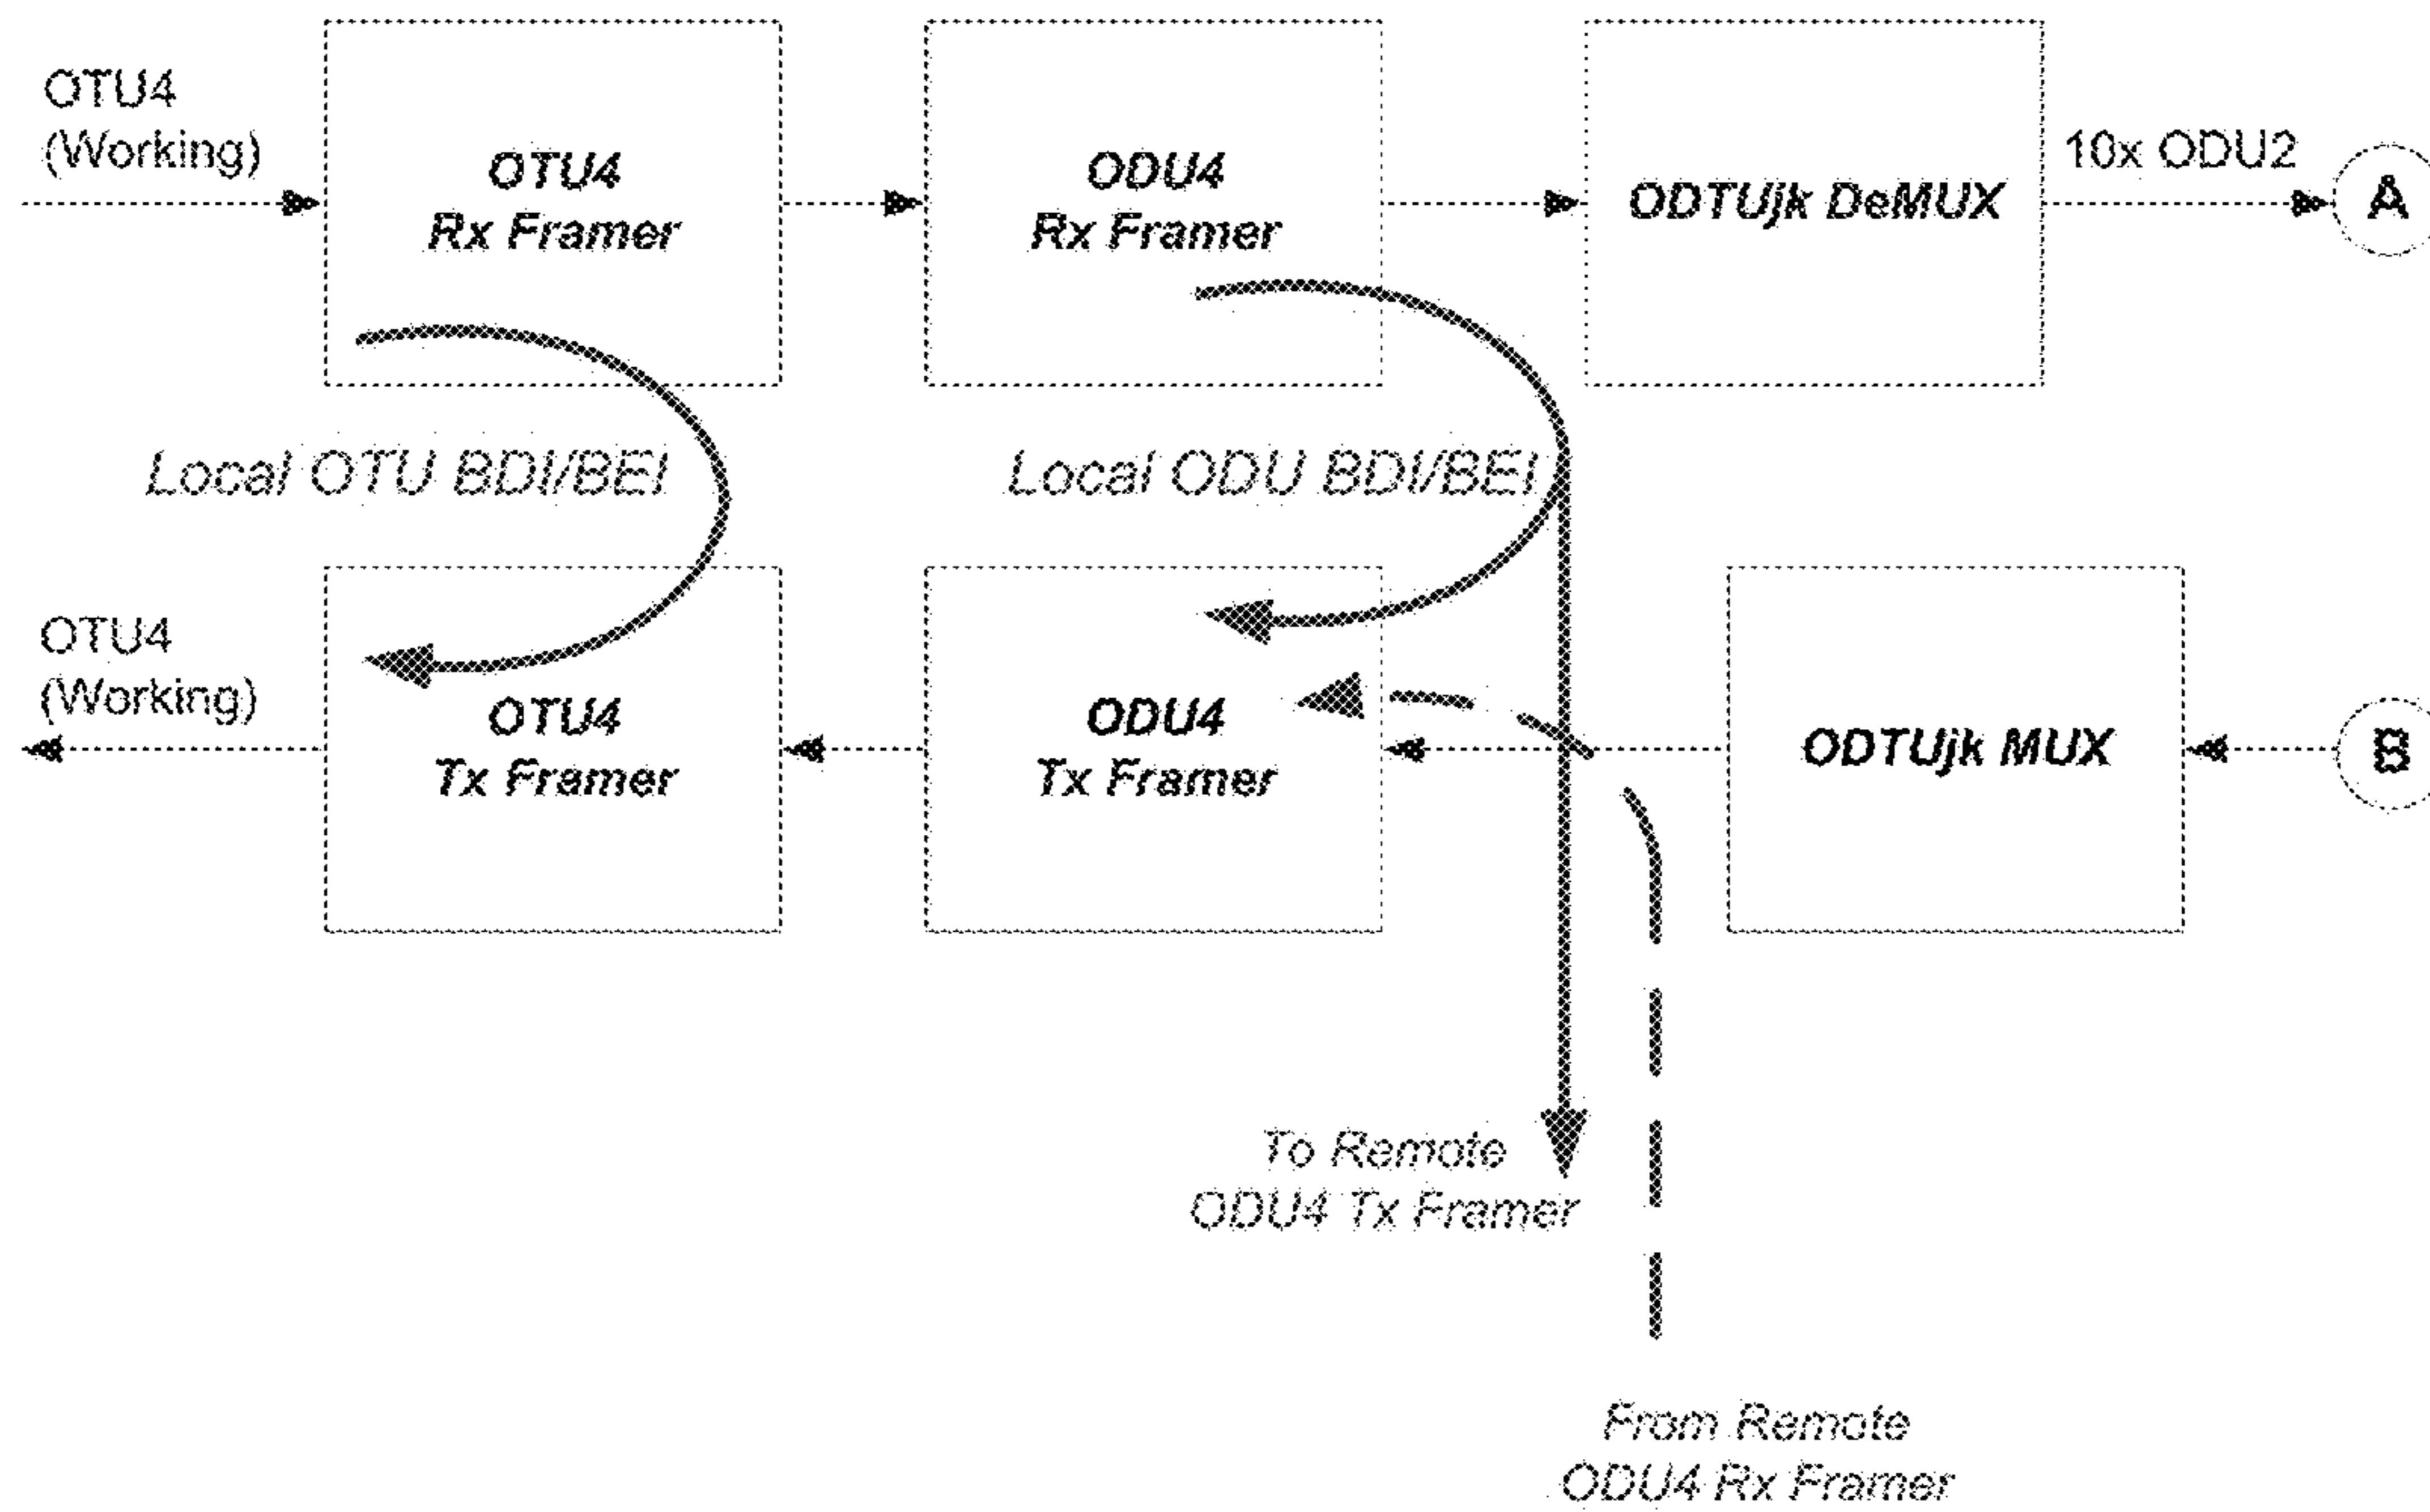 OTU4
(Working)
OTU4
Rx Framer
ODU4
Rx Framer
ODTUjk DeMUX
10x ODU2
A
Local OTU BDI/BEI
Local ODU BDI/BEI
OTU4
(Working)
OTU4
Tx Framer
ODU4
Tx Framer
ODTUjk MUX
B
To Remote
ODU4 Tx Framer
From Remote
ODU4 Rx Framer